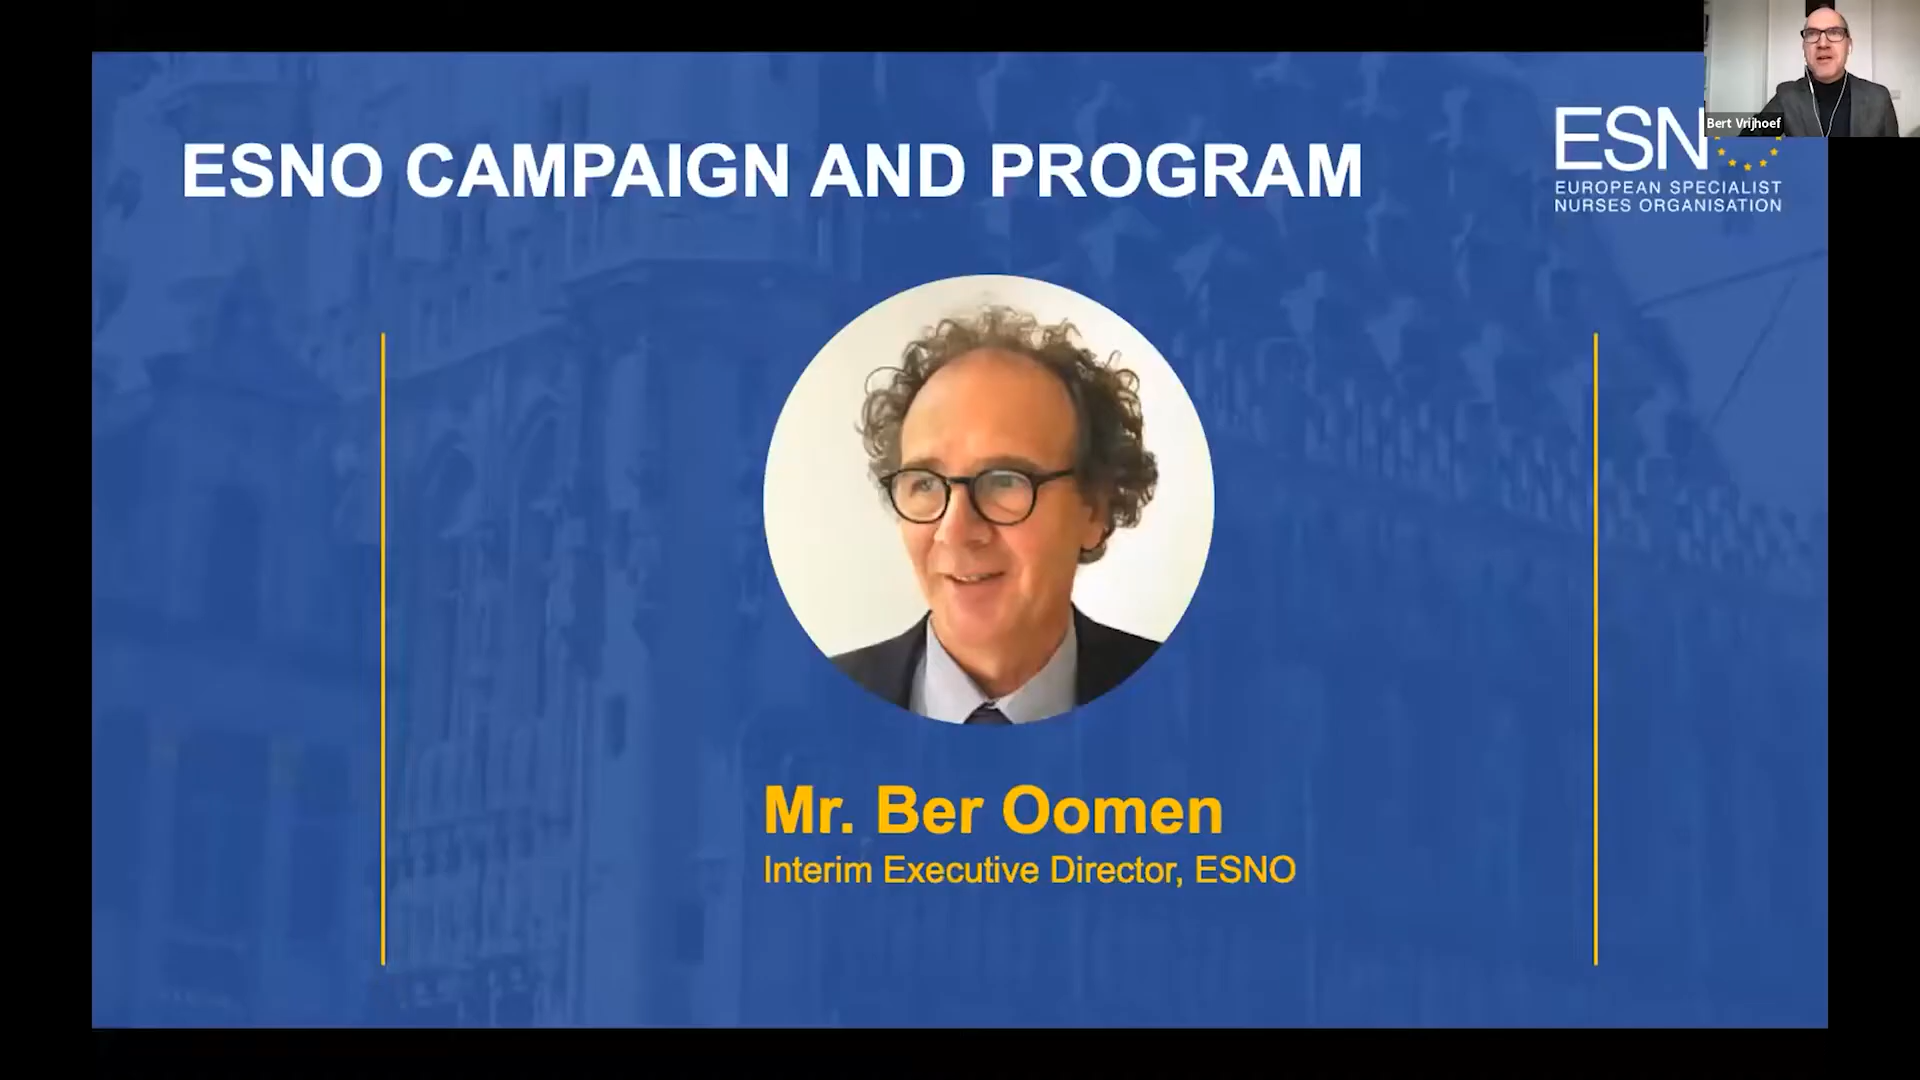 ESNO CAMPAIGN AND PROGRAM
ESN
EUROPEAN SPECIALIST
NURSES ORGANISATION
Bert Vrijhoef
Mr. Ber Oomen
Interim Executive Director, ESNO